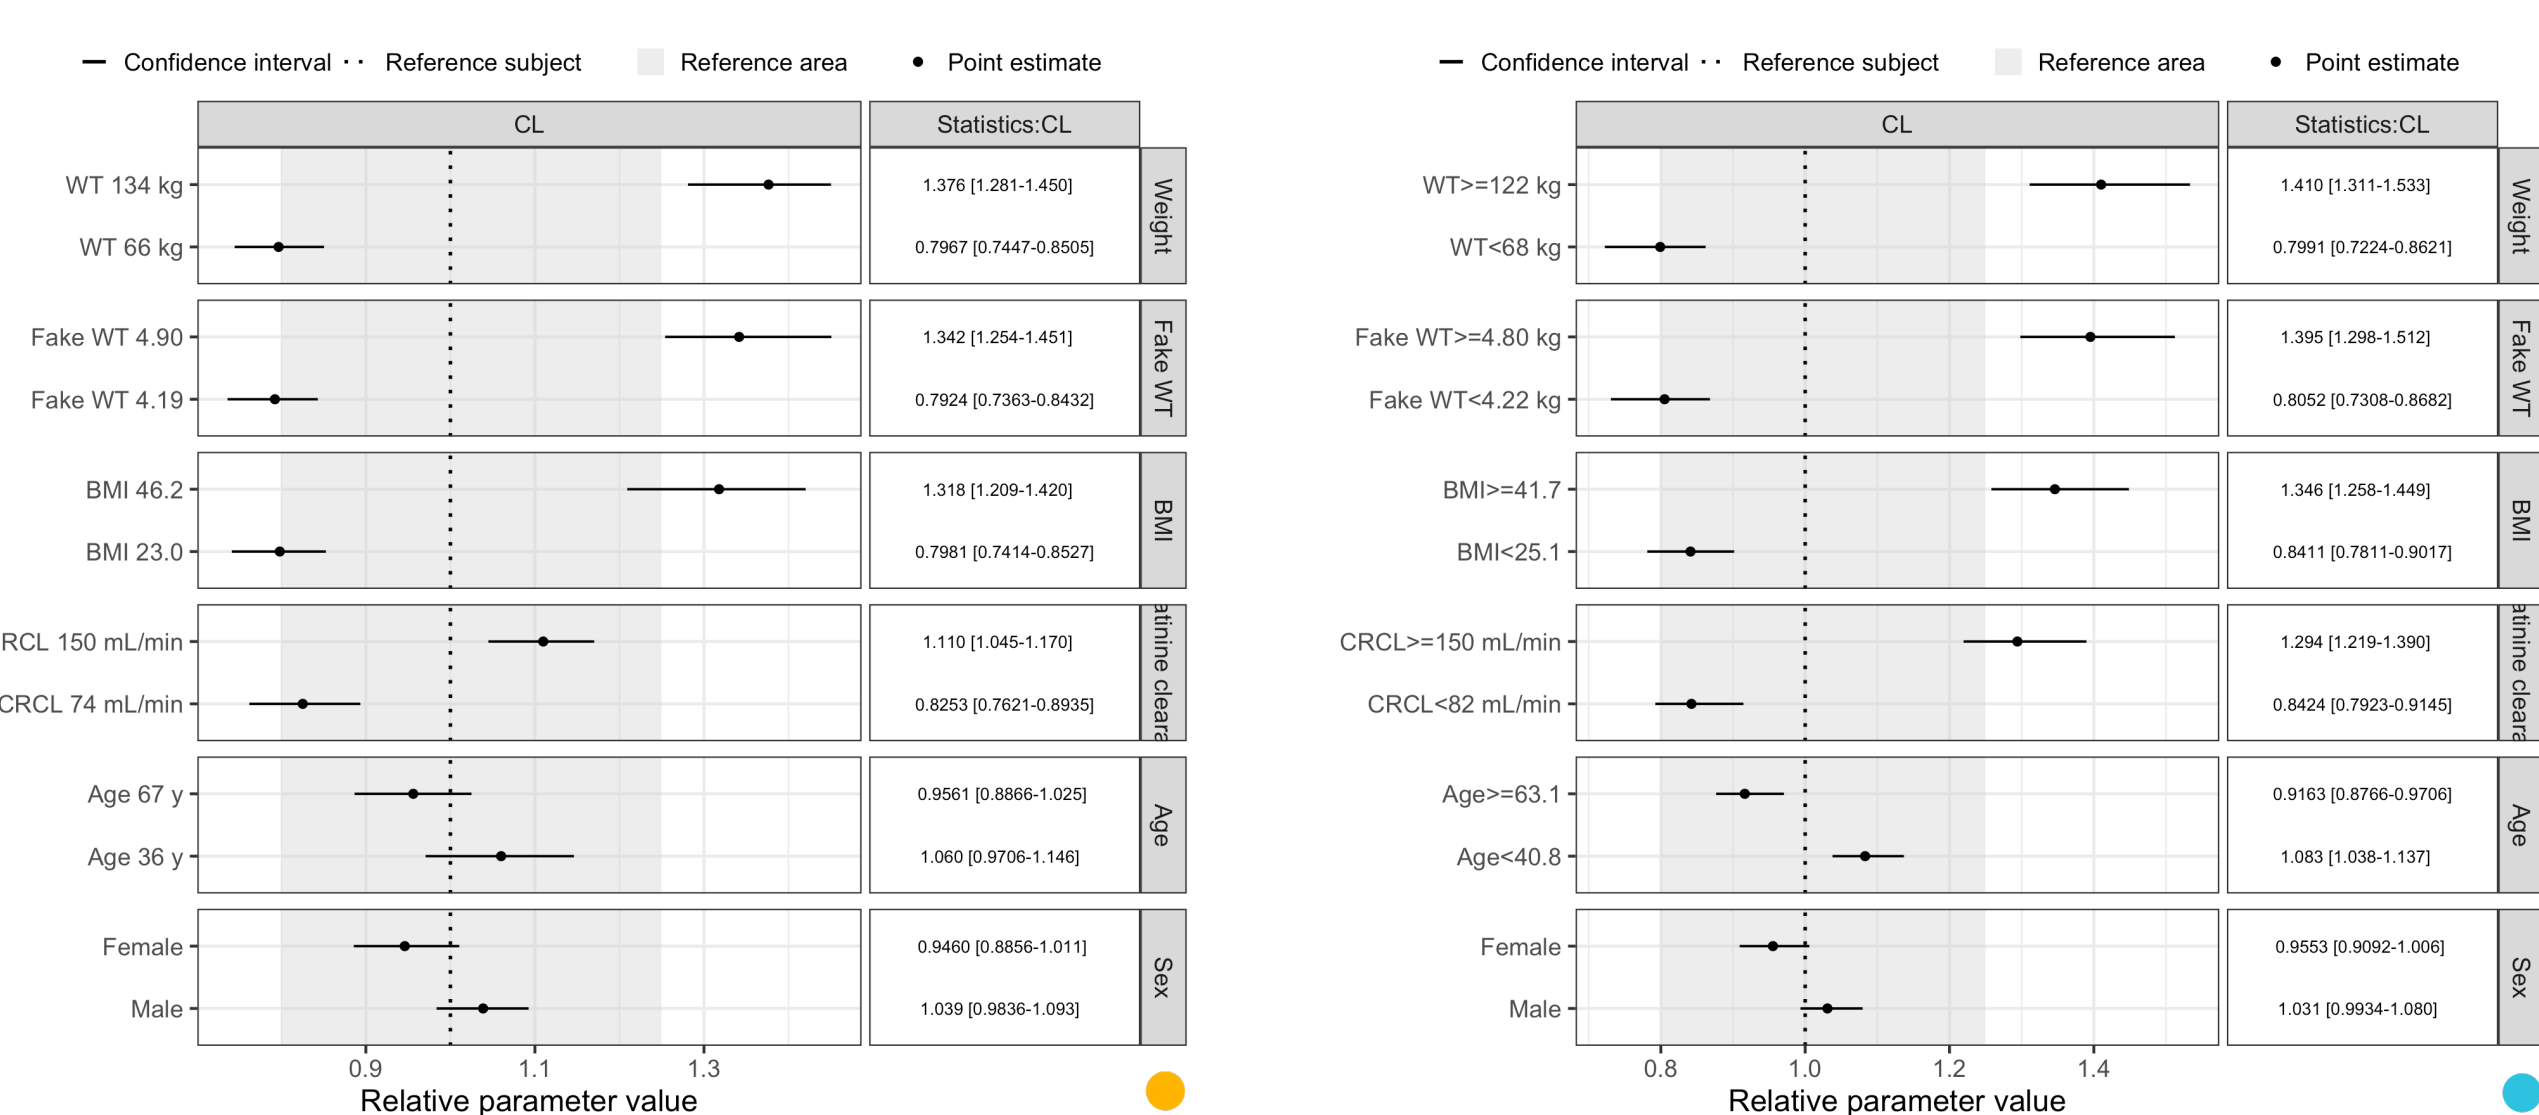 Confidence interval Reference subject Reference area Point estimate
CL Statistics:CL
WT 134 kg 1.376 [1.281-1.450]
WT 66 kg 0.7967 [0.7447-0.8505]
Weight
Fake WT 4.90 1.342 [1.254-1.451]
Fake WT 4.19 0.7924 [0.7363-0.8432]
Fake WT
BMI 46.2 1.318 [1.209-1.420]
BMI 23.0 0.7981 [0.7414-0.8527]
BMI
RCL 150 mL/min 1.110 [1.045-1.170]
CRCL 74 mL/min 0.8253 [0.7621-0.8935]
atinine cleara
Age 67 y 0.9561 [0.8866-1.025]
Age 36 y 1.060 [0.9706-1.146]
Age
Female 0.9460 [0.8856-1.011]
Male 1.039 [0.9836-1.093]
Sex
0.9 1.1 1.3
Relative parameter value
Confidence interval Reference subject Reference area Point estimate
CL Statistics:CL
WT>=122 kg 1.410 [1.311-1.533]
WT<68 kg 0.7991 [0.7224-0.8621]
Weight
Fake WT>=4.80 kg 1.395 [1.298-1.512]
Fake WT<4.22 kg 0.8052 [0.7308-0.8682]
Fake WT
BMI>=41.7 1.346 [1.258-1.449]
BMI<25.1 0.8411 [0.7811-0.9017]
BMI
CRCL>=150 mL/min 1.294 [1.219-1.390]
CRCL<82 mL/min 0.8424 [0.7923-0.9145]
atinine cleara
Age>=63.1 0.9163 [0.8766-0.9706]
Age<40.8 1.083 [1.038-1.137]
Age
Female 0.9553 [0.9092-1.006]
Male 1.031 [0.9934-1.080]
Sex
0.8 1.0 1.2 1.4
Relative parameter value